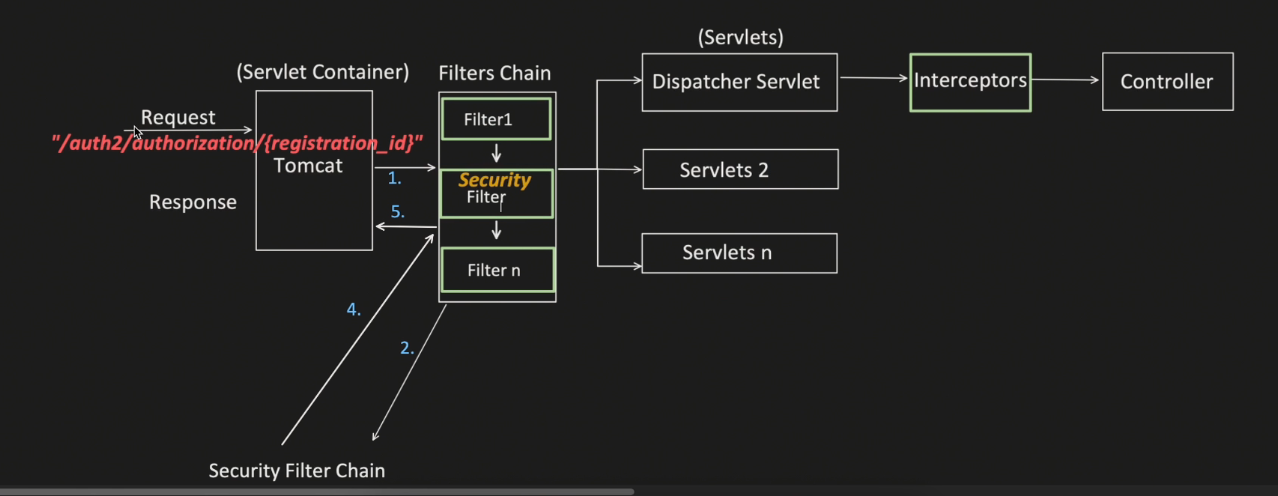 (Servlets)
(Servlet Container)
Filters Chain
Dispatcher Servlet
Interceptors
Controller
Request
"/auth2/authorization/{registration_id}"
Tomcat
Filter1
1.
Security
Filter
Servlets 2
Response
5.
Servlets n
Filter n
4.
2.
Security Filter Chain